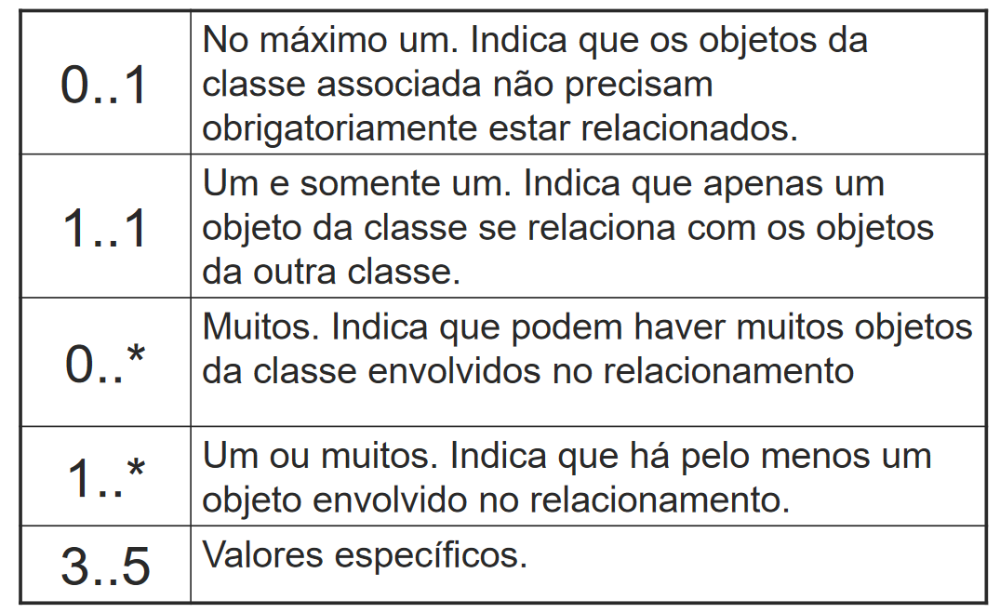 0..1
No máximo um. Indica que os objetos da
classe associada não precisam
obrigatoriamente estar relacionados.
1..1
Um e somente um. Indica que apenas um
objeto da classe se relaciona com os objetos
da outra classe.
0..*
Muitos. Indica que podem haver muitos objetos
da classe envolvidos no relacionamento
1..*
Um ou muitos. Indica que há pelo menos um
objeto envolvido no relacionamento.
3..5
Valores específicos.